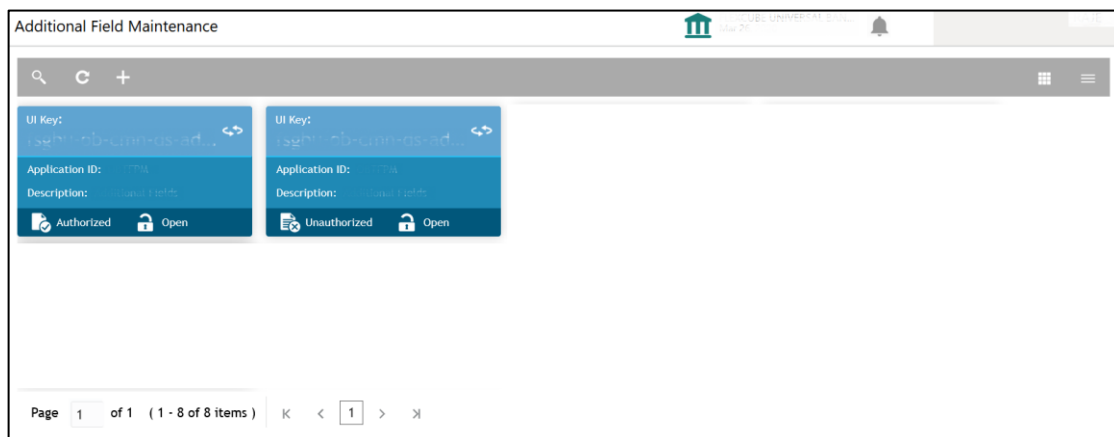 Additional Field Maintenance
UI Key:
UI Key:
Application ID:
Application ID:
Description:
Description:
Authorized Open
Unauthorized Open
Page 1 of 1 ( 1 - 8 of 8 items ) 1